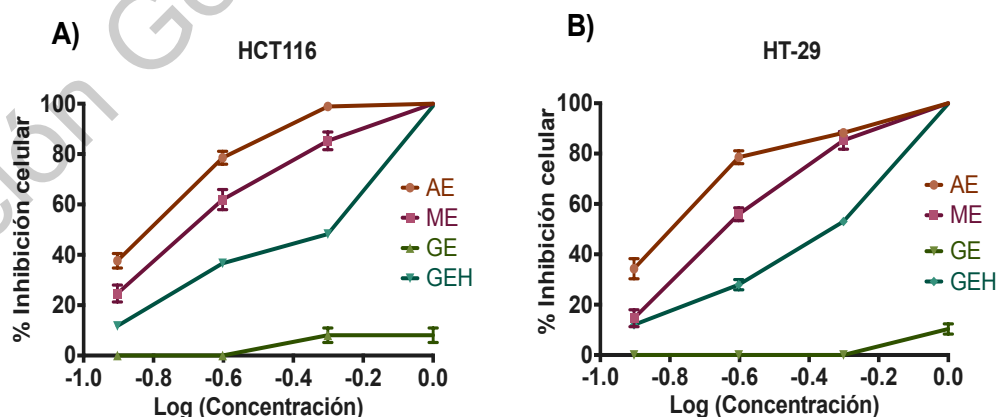 A)
HCT116
% Inhibición celular
100
80
60
40
20
0
-1.0 -0.8 -0.6 -0.4 -0.2 0.0
Log (Concentración)
AE
ME
GE
GEH
B)
HT-29
% Inhibición celular
100
80
60
40
20
0
-1.0 -0.8 -0.6 -0.4 -0.2 0.0
Log (Concentración)
AE
ME
GE
GEH